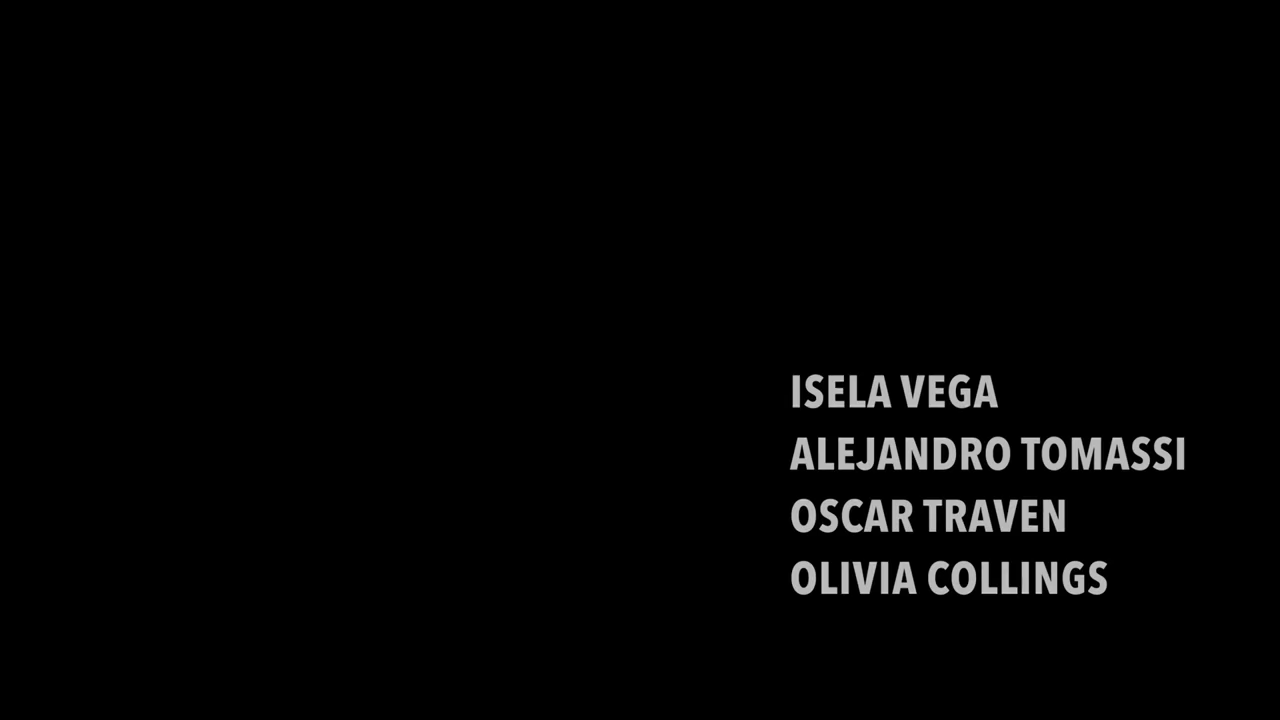 ISELA VEGA
ALEJANDRO TOMASSI
OSCAR TRAVEN
OLIVIA COLLINGS